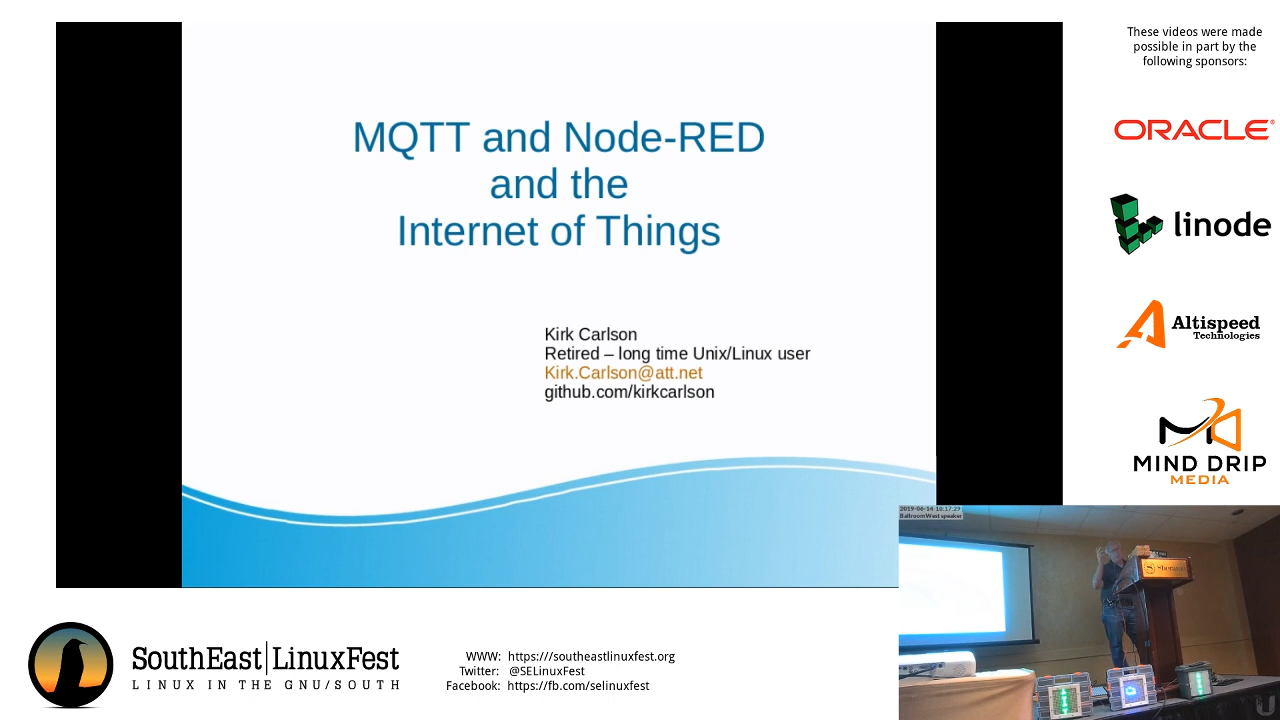 MQTT and Node-RED
and the
Internet of Things
Kirk Carlson
Retired – long time Unix/Linux user
Kirk.Carlson@att.net
github.com/kirkcarlson
These videos were made
possible in part by the
following sponsors:
ORACLE®
linode
Altispeed
Technologies
MIND DRIP
MEDIA
2019-06-14 10:17:29
Ballroom West speaker
Sheraton
SouthEast|LinuxFest
LINUX IN THE GNU/SOUTH
WWW: https://southeastlinuxfest.org
Twitter: @SELinuxFest
Facebook: https://fb.com/selinuxfest